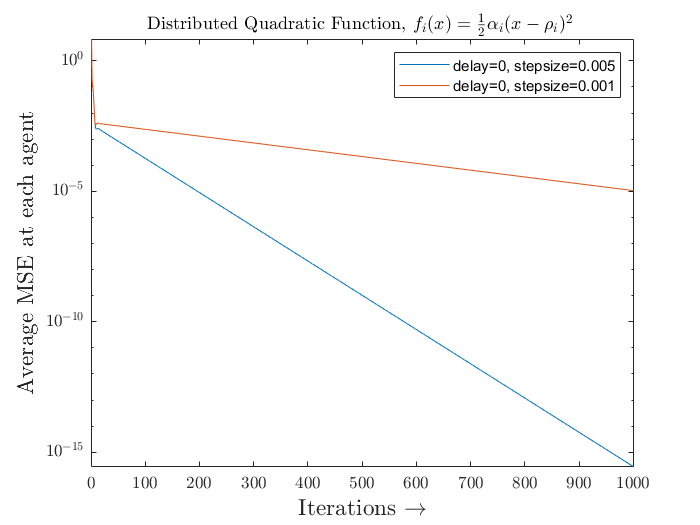 Distributed Quadratic Function, $f_i(x) = \frac{1}{2}\alpha_i(x - \rho_i)^2$
delay=0, stepsize=0.005
delay=0, stepsize=0.001
Average MSE at each agent
10^0
10^{-5}
10^{-10}
10^{-15}
0 100 200 300 400 500 600 700 800 900 1000
Iterations →